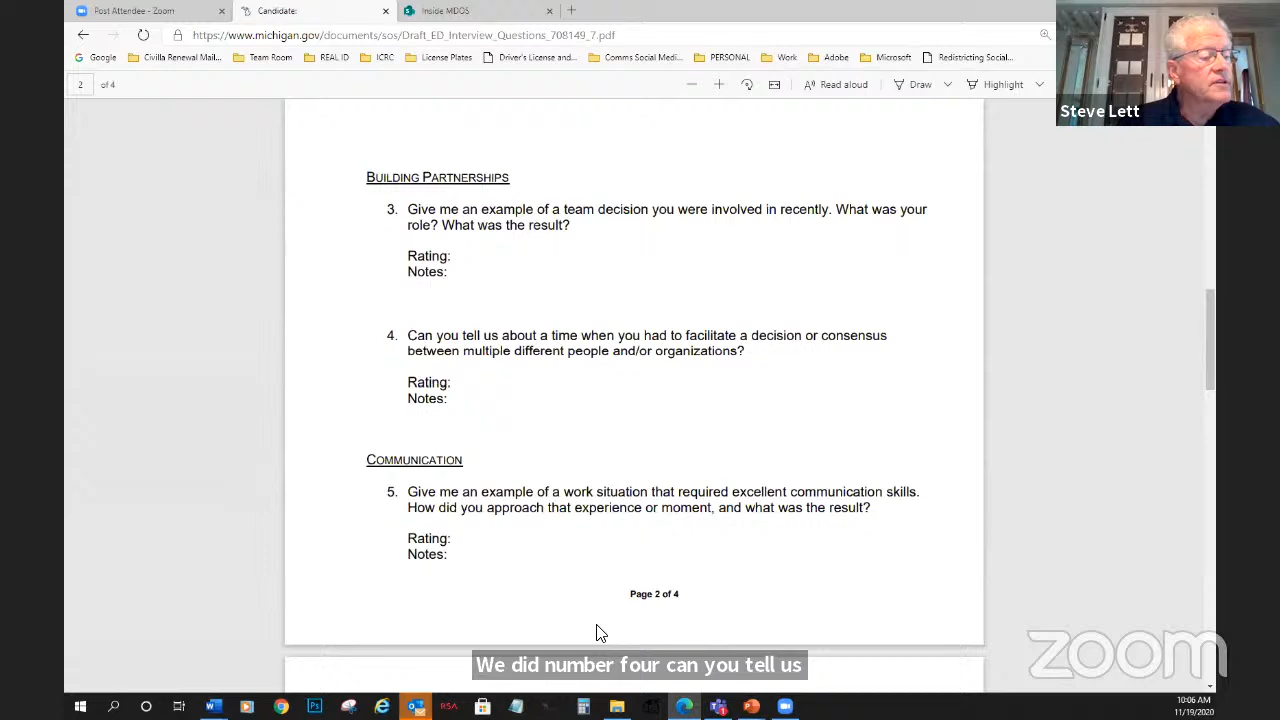 Post Attendee - Zoom
Candidate:
Inside MDOS
https://www.michigan.gov/documents/sos/Draft_ED_Interview_Questions_708149_7.pdf
Google
Civilla Renewal Mail...
Team Room
REAL ID
ICRC
License Plates
Driver's License and...
Comms Social Medi...
PERSONAL
Work
Adobe
Microsoft
Redistricting Social...
2 of 4
Read aloud
Draw
Highlight
Steve Lett
BUILDING PARTNERSHIPS
3. Give me an example of a team decision you were involved in recently. What was your
role? What was the result?
Rating:
Notes:
4. Can you tell us about a time when you had to facilitate a decision or consensus
between multiple different people and/or organizations?
Rating:
Notes:
COMMUNICATION
5. Give me an example of a work situation that required excellent communication skills.
How did you approach that experience or moment, and what was the result?
Rating:
Notes:
Page 2 of 4
zoom
We did number four can you tell us
RSA
10:06 AM
11/19/2020